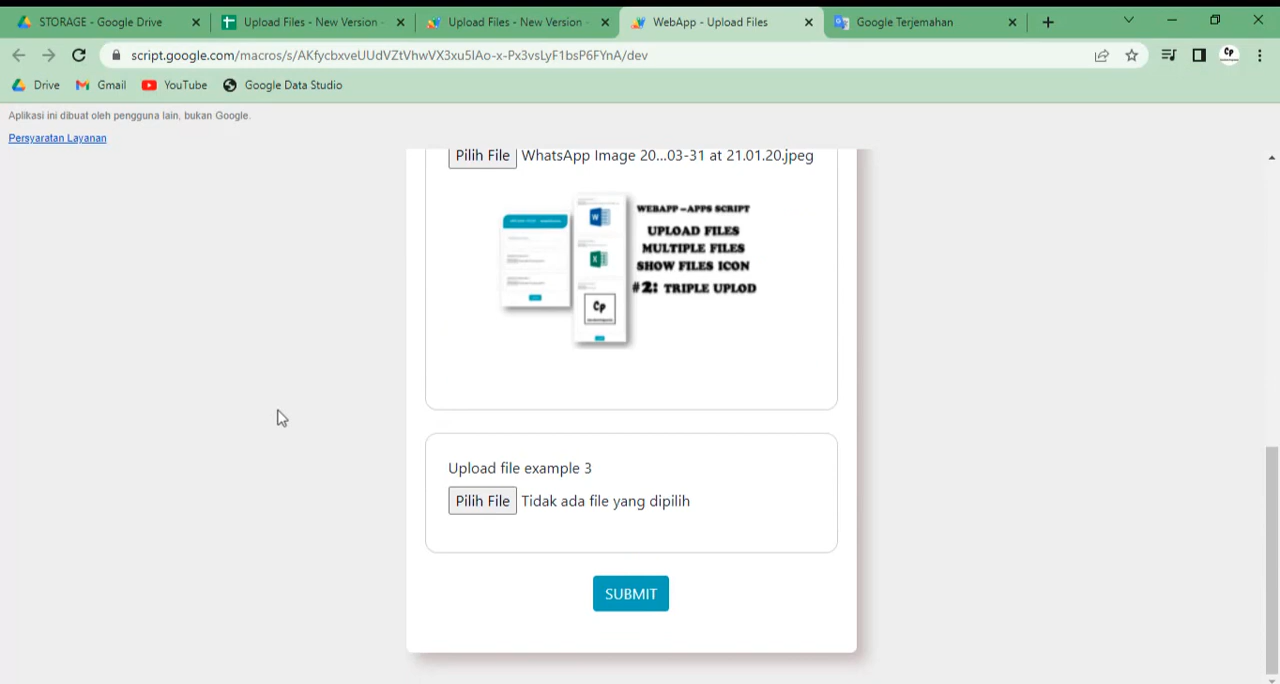 STORAGE - Google Drive
Upload Files - New Version -
Upload Files - New Version -
WebApp - Upload Files
Google Terjemahan
script.google.com/macros/s/AKfycbxveUUdVZtVhwVX3xu5lAo-x-Px3vsLyF1bsP6FYnA/dev
Cp
Drive
Gmail
YouTube
Google Data Studio
Aplikasi ini dibuat oleh pengguna lain, bukan Google.
Persyaratan Layanan
Pilih File WhatsApp Image 20...03-31 at 21.01.20.jpeg
WEBAPP -APPS SCRIPT
UPLOAD FILES
MULTIPLE FILES
SHOW FILES ICON
#2: TRIPLE UPLOD
W
X
Cp
Upload file example 3
Pilih File Tidak ada file yang dipilih
SUBMIT